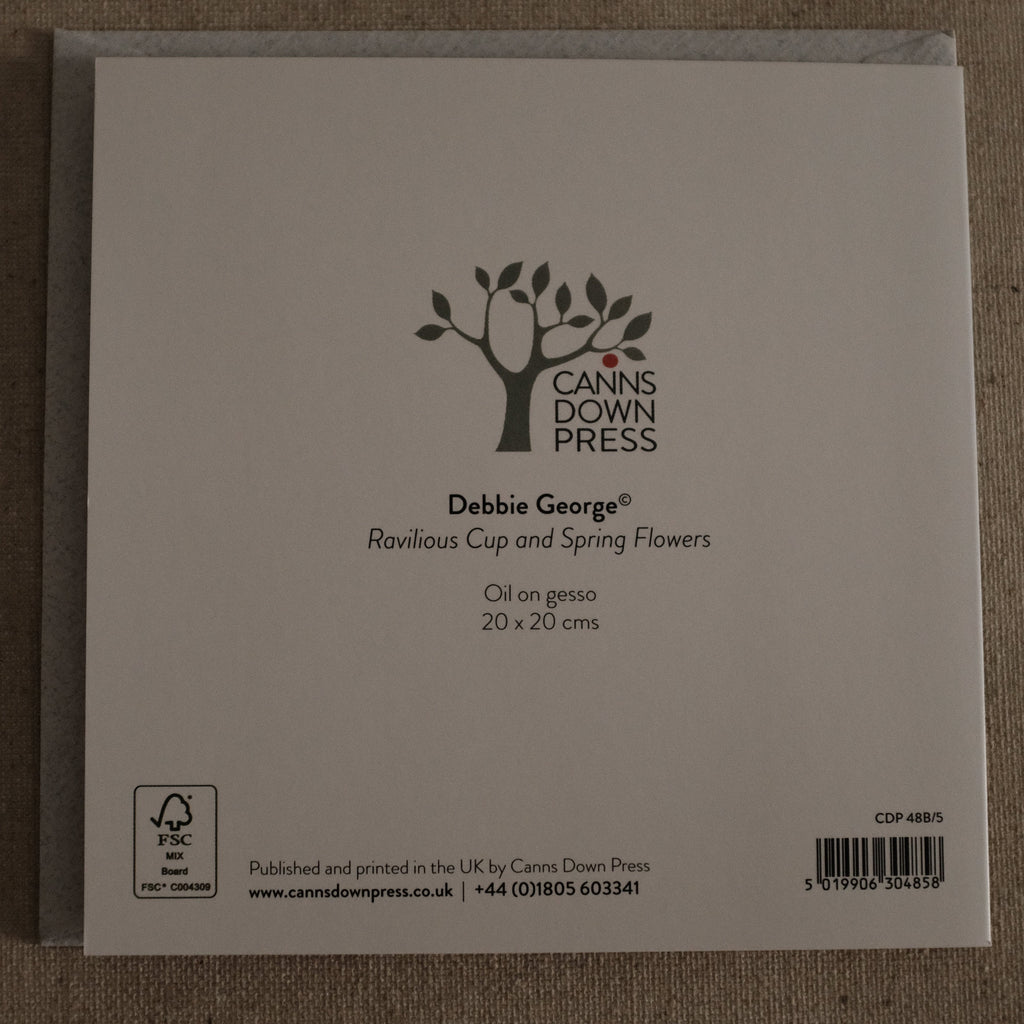 CANNS
DOWN
PRESS
Debbie George©
Ravilious Cup and Spring Flowers
Oil on gesso
20 x 20 cms
FSC
MIX
Board
FSC® C004309
Published and printed in the UK by Canns Down Press
www.cannsdownpress.co.uk | +44 (0)1805 603341
CDP 48B/5
5 019906 304858